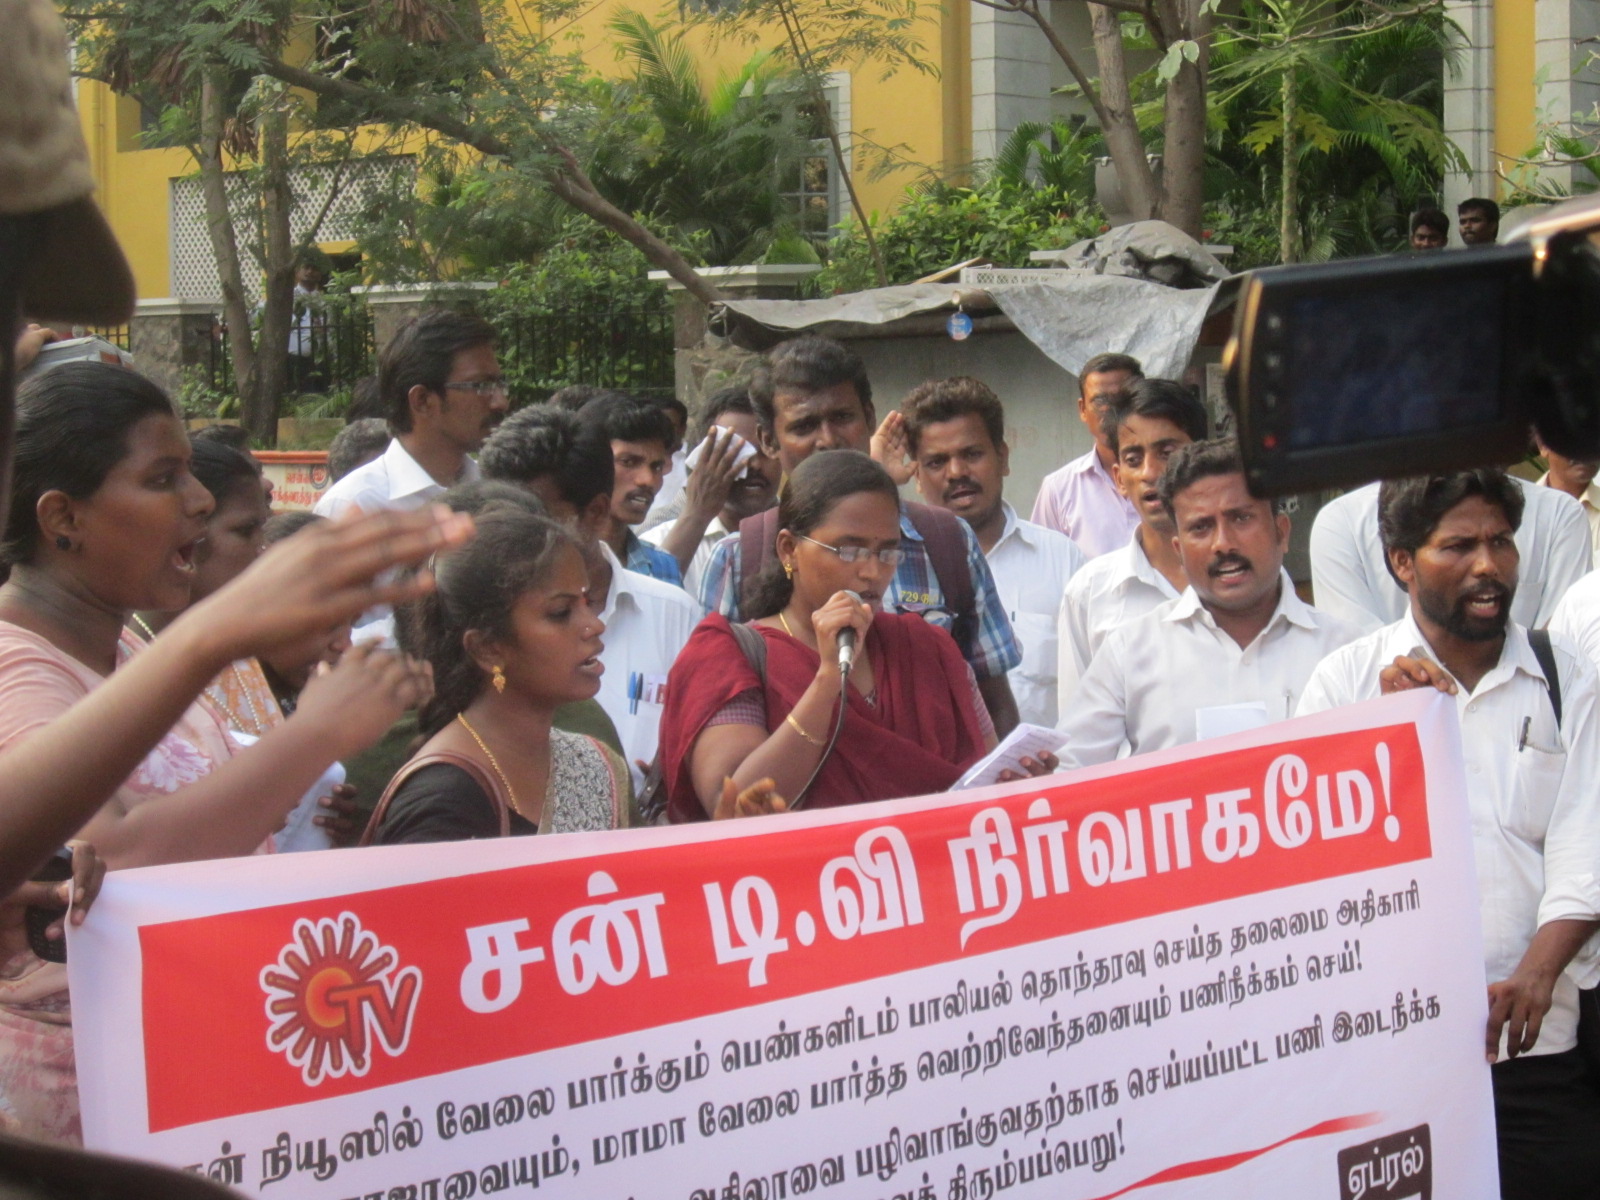 சன் டி.வி நிர்வாகமே!
TV
நியூஸில் வேலை பார்க்கும் பெண்களிடம் பாலியல் தொந்தரவு செய்த தலைமை அதிகாரி
மாமா வேலை பார்த்த வெற்றிவேந்தனையும் பணிநீக்கம் செய்!
பழிவாங்குவதற்காக செய்யப்பட்ட பணி இடைநீக்க
திரும்பப்பெறு!
ஏப்ரல்